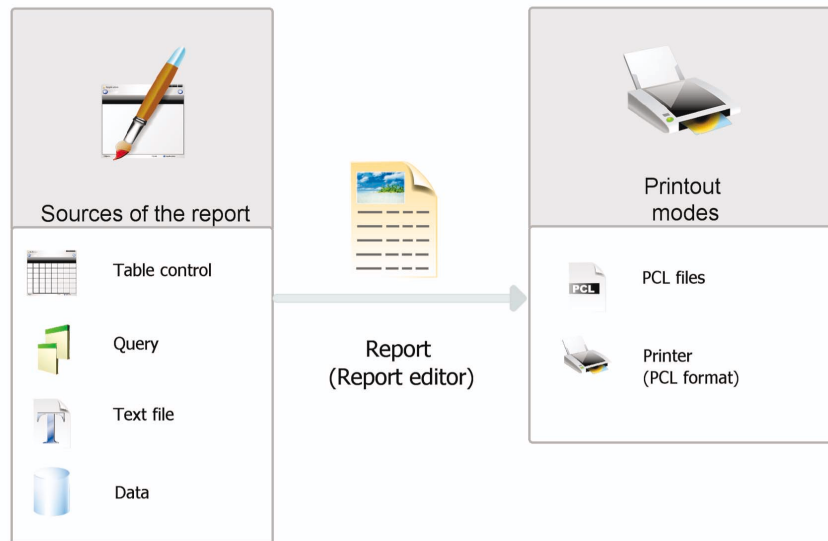 Sources of the report
Table control
Query
Text file
Data
Report
(Report editor)
Printout
modes
PCL
PCL files
Printer
(PCL format)